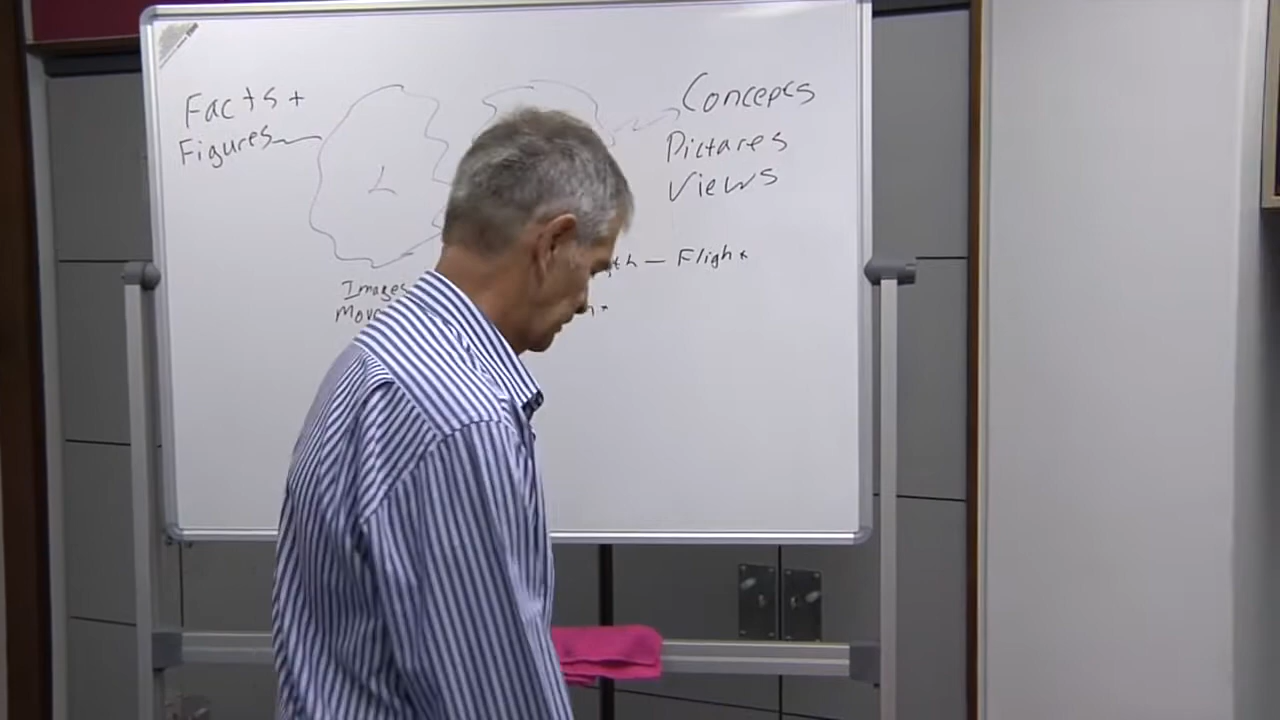 Facts +
Figures
L
Concepts
Pictures
Views
— Flight
Images